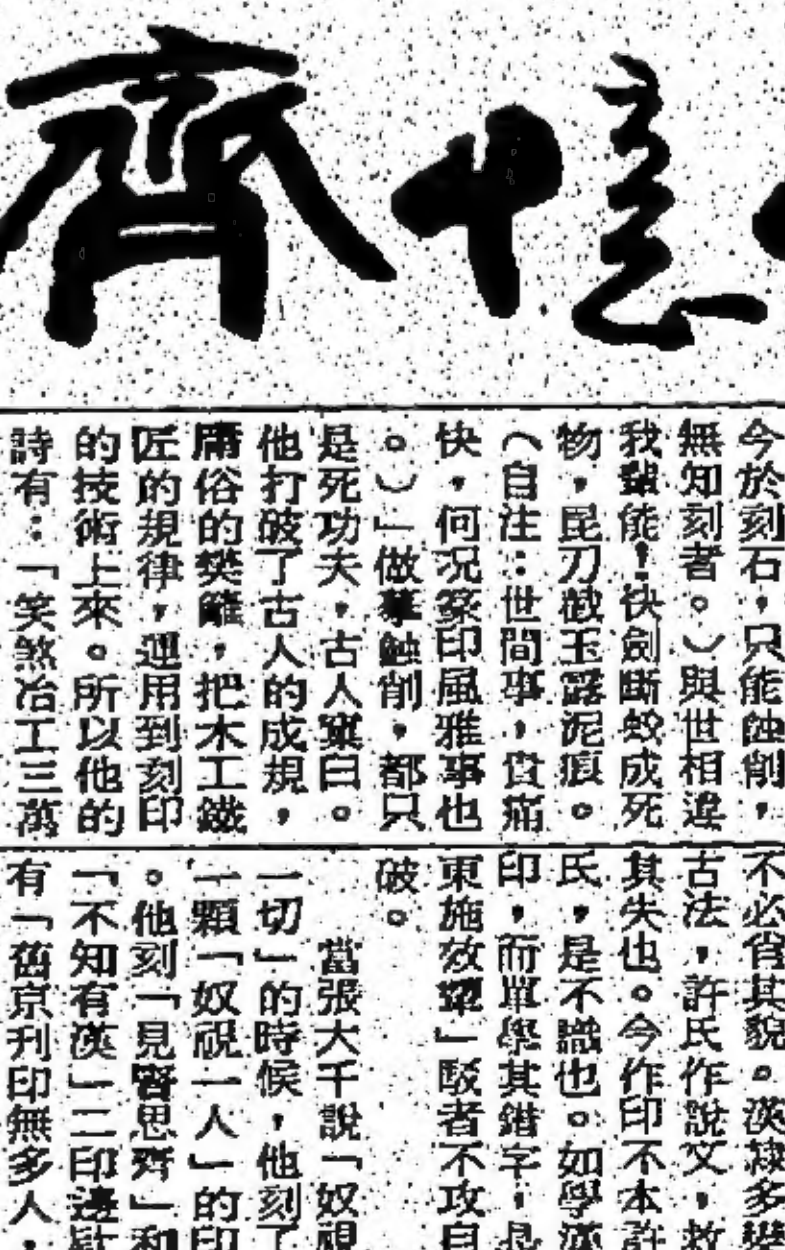 憶 齊
今於刻石，只能蝕削，
無知刻者。）與世相違
我輩能！快劍斷蛟成死
物，昆刀截玉露泥痕。
（自注：世間事，貴痛
快，何況篆印風雅事也
。）」做摹蝕削，都只
是死功夫，古人窠臼。
他打破了古人的成規，
庸俗的樊籬，把木工鐵
匠的規律，運用到刻印
的技術上來。所以他的
詩有：「笑煞冶工三萬
不必省其貌。漢隸多變
古法，許氏作說文，救
其失也。今作印不本許
氏，是不識也。如學漢
印，而單學其錯字，是
東施效顰」駁者不攻自
破。
當張大千說「奴視
一切」的時候，他刻了
一顆「奴視一人」的印
。他刻「見賢思齊」和
「不知有漢」二印邊款
有「舊京刊印無多人，